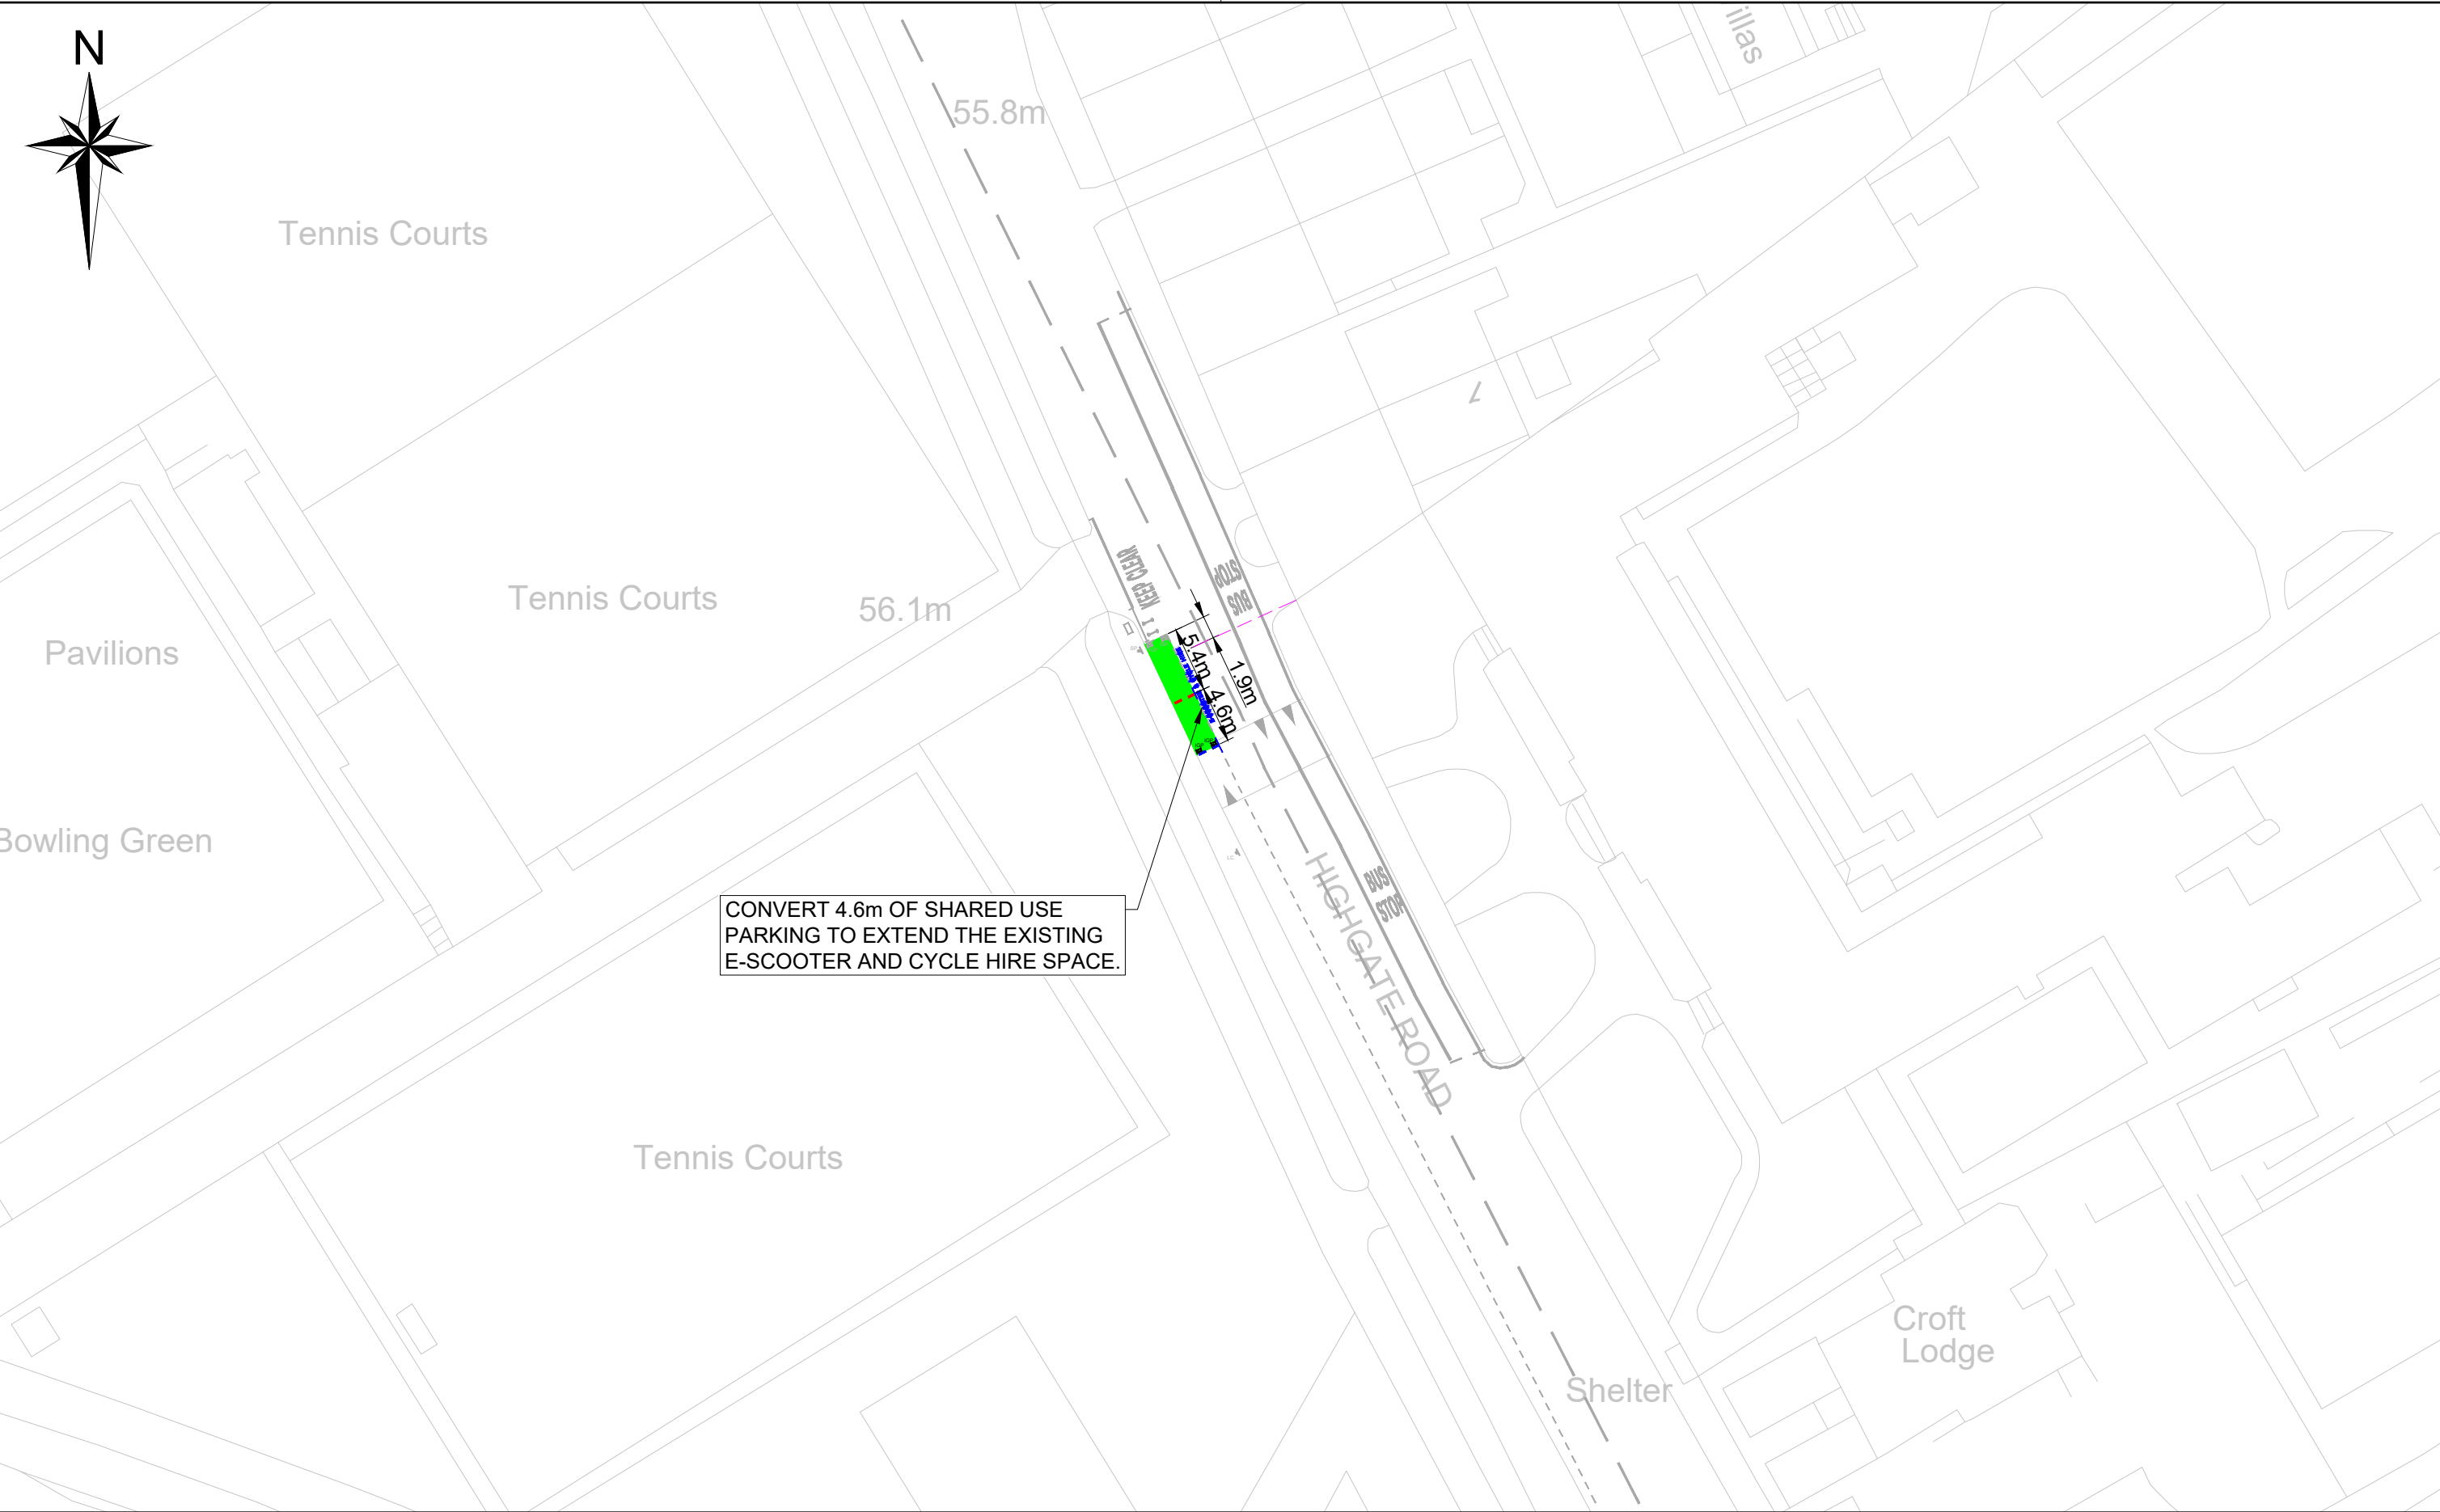 N
illas
55.8m
Tennis Courts
KEEP CLEAR
BUS
STOP
Tennis Courts
56.1m
Pavilions
5.4m
1.9m
4.6m
Bowling Green
BUS
STOP
HIGHGATE ROAD
CONVERT 4.6m OF SHARED USE
PARKING TO EXTEND THE EXISTING
E-SCOOTER AND CYCLE HIRE SPACE.
Tennis Courts
Croft
Lodge
Shelter